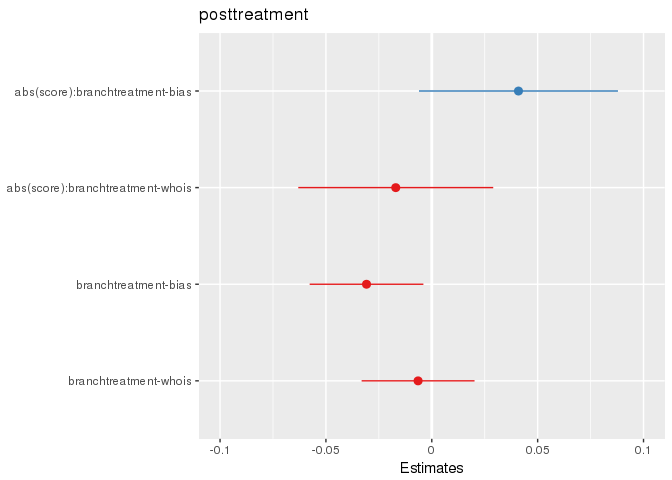 posttreatment
abs(score):branchtreatment-bias
abs(score):branchtreatment-whois
branchtreatment-bias
branchtreatment-whois
-0.1 -0.05 0 0.05 0.1
Estimates